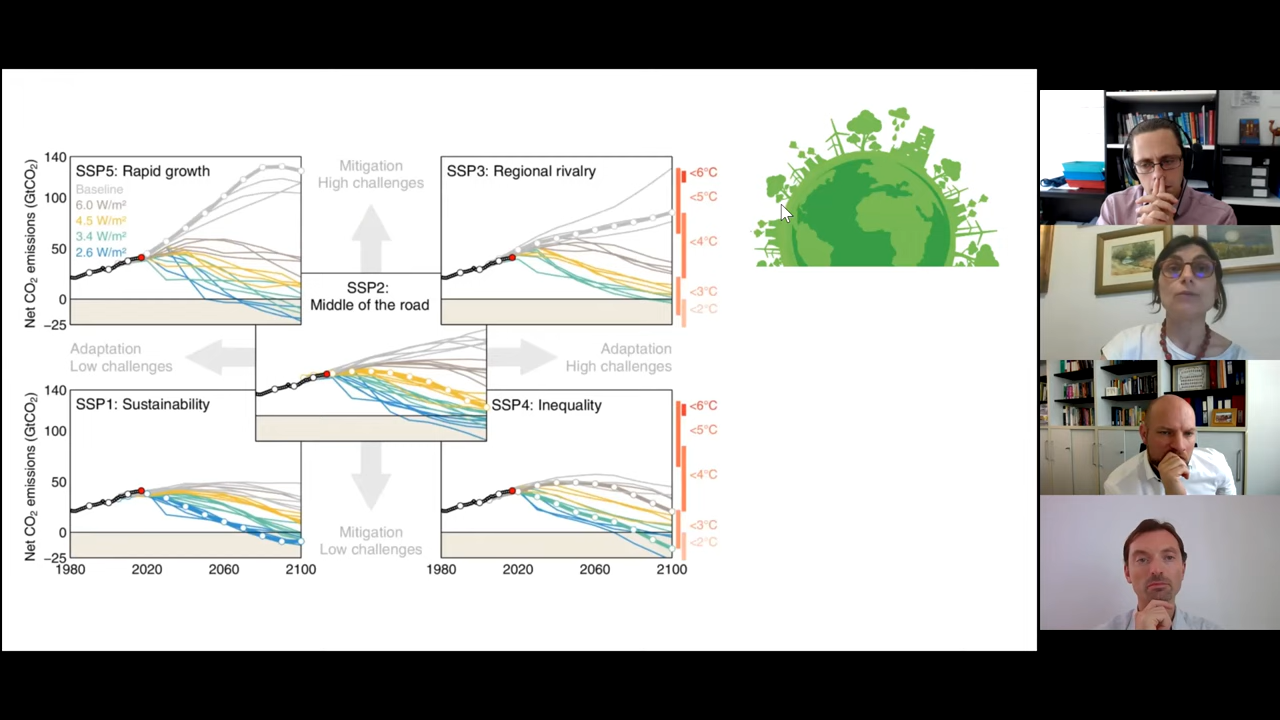 SSP5: Rapid growth
Net CO₂ emissions (GtCO₂)
140
100
50
0
−25
Baseline
6.0 W/m²
4.5 W/m²
3.4 W/m²
2.6 W/m²
Mitigation
High challenges
SSP3: Regional rivalry
<6°C
<5°C
<4°C
<3°C
<2°C
SSP2:
Middle of the road
Adaptation
Low challenges
Adaptation
High challenges
SSP1: Sustainability
Net CO₂ emissions (GtCO₂)
140
100
50
0
−25
1980
2020
2060
2100
Mitigation
Low challenges
SSP4: Inequality
<6°C
<5°C
<4°C
<3°C
<2°C
1980
2020
2060
2100